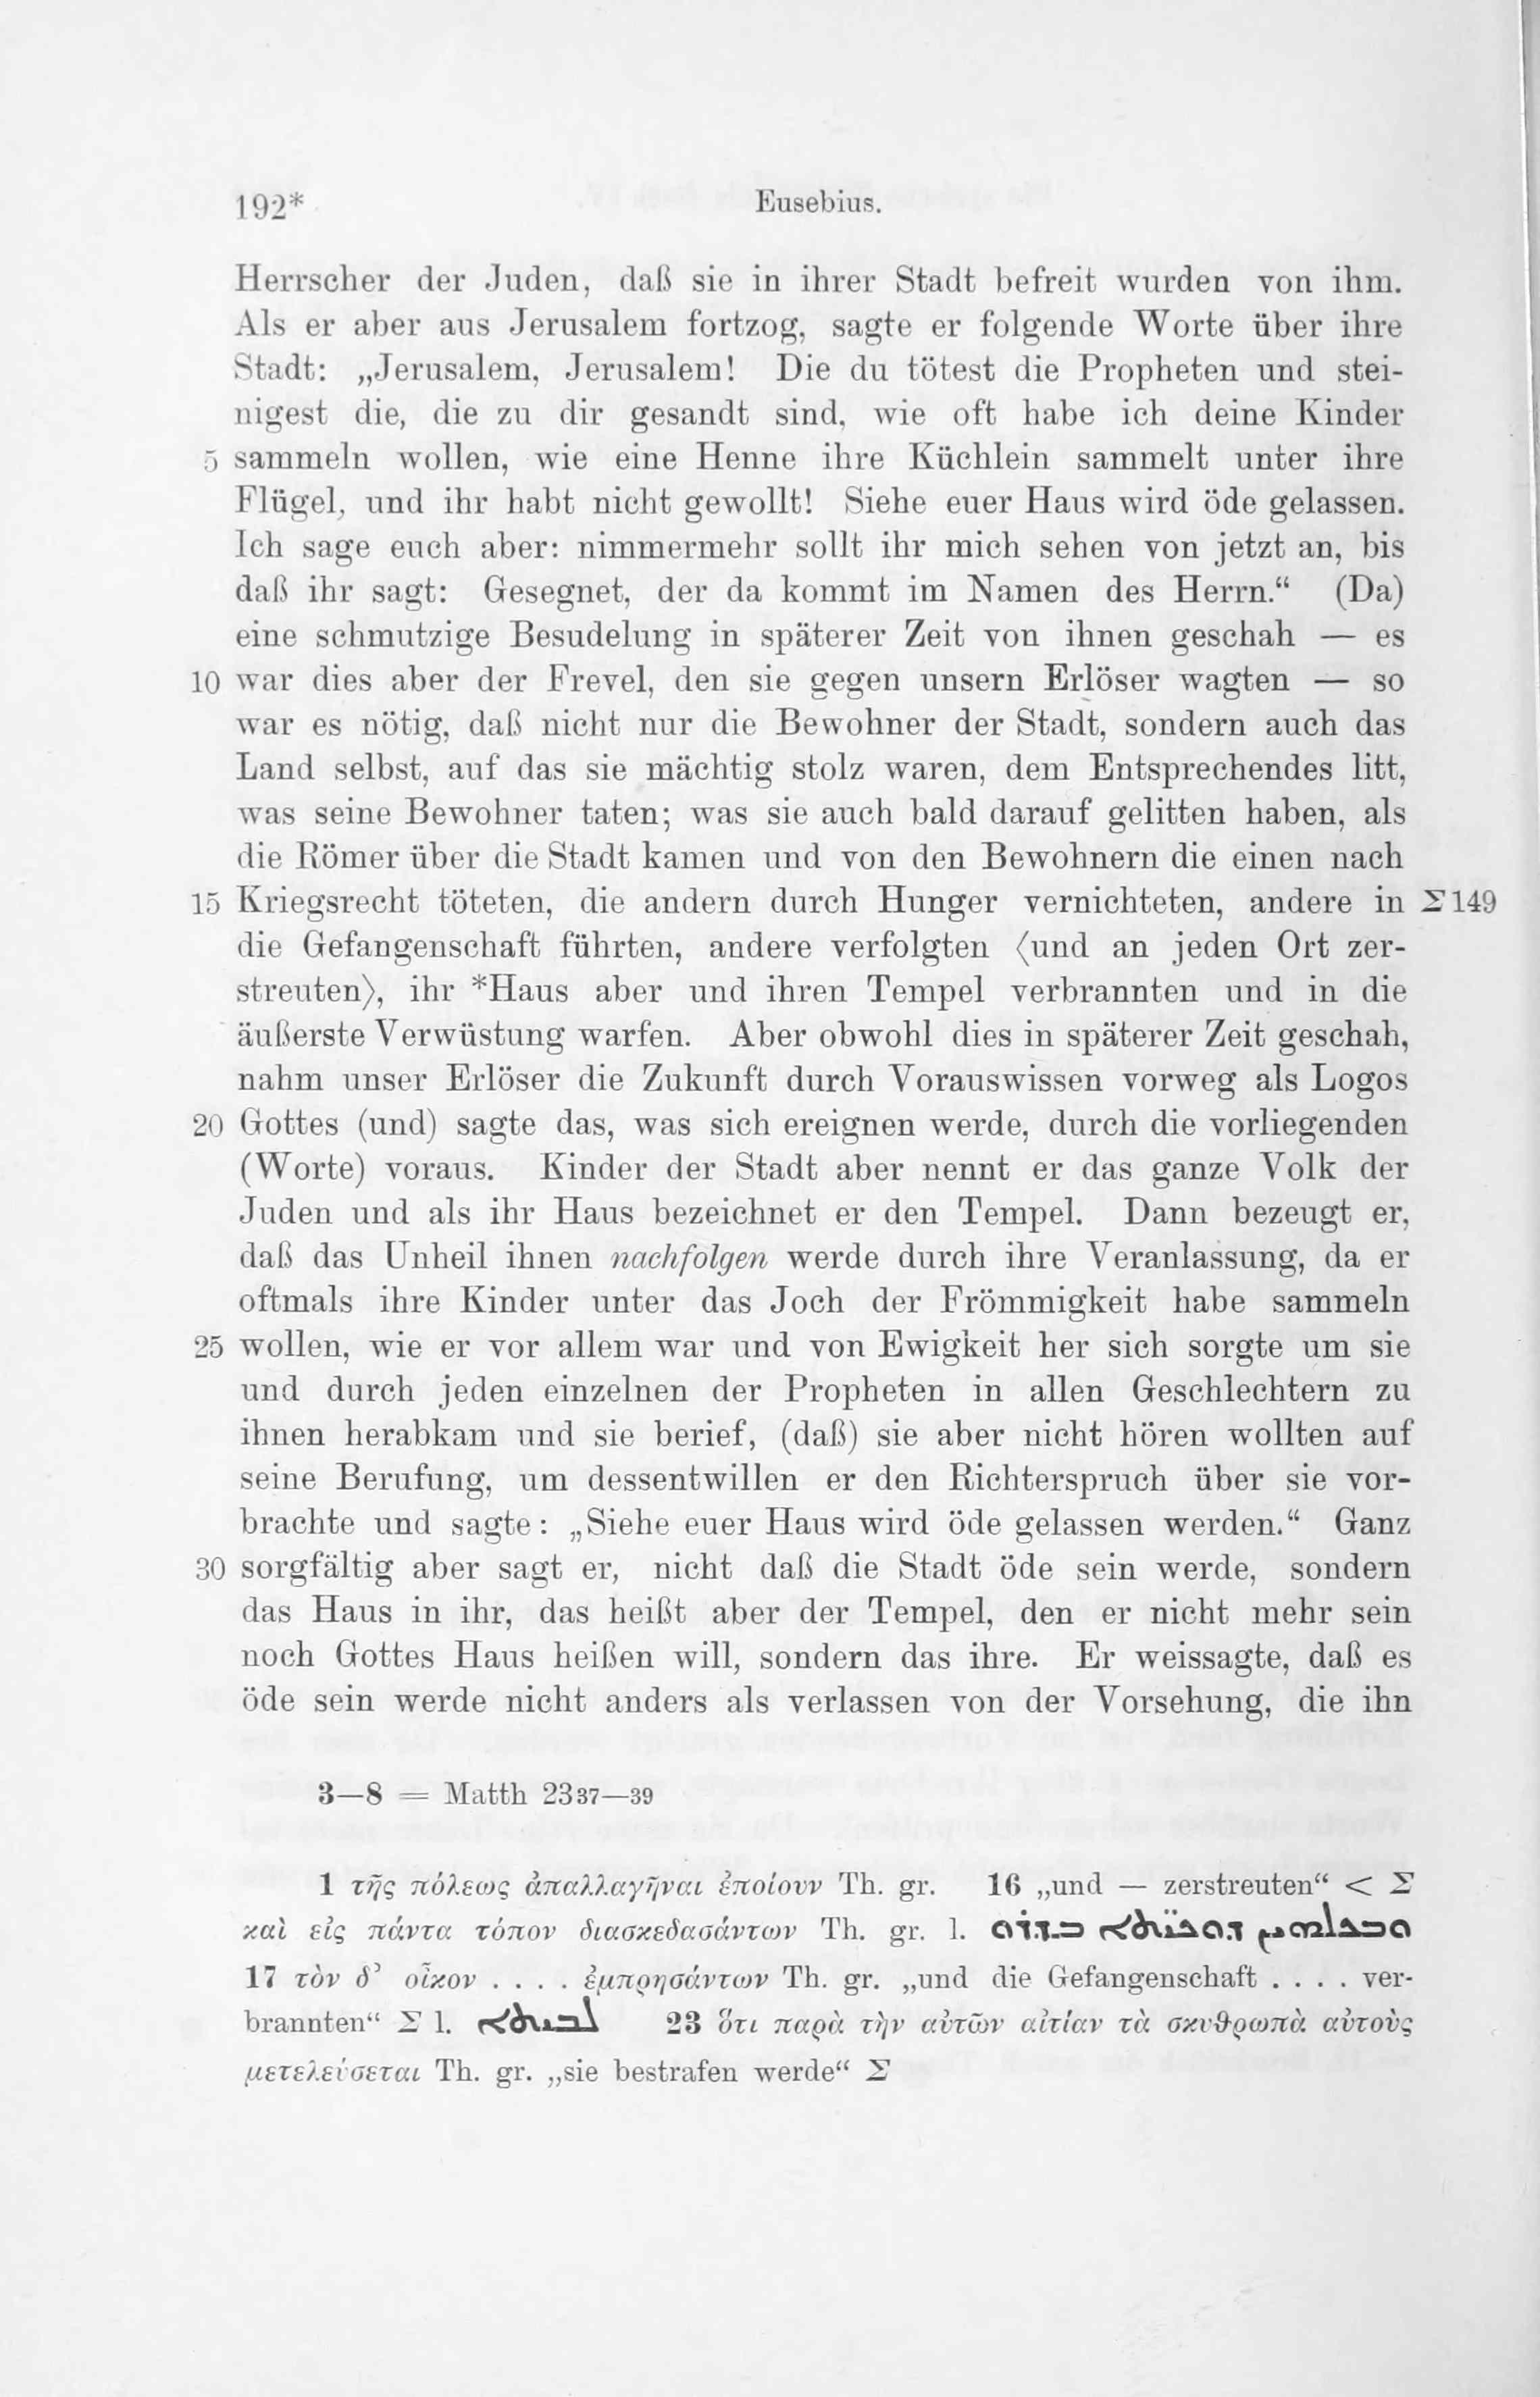 192* Eusebius.
Herrscher der Juden, daß sie in ihrer Stadt befreit wurden von ihm.
Als er aber aus Jerusalem fortzog, sagte er folgende Worte über ihre
Stadt: „Jerusalem, Jerusalem! Die du tötest die Propheten und stei-
nigest die, die zu dir gesandt sind, wie oft habe ich deine Kinder
5 sammeln wollen, wie eine Henne ihre Küchlein sammelt unter ihre
Flügel, und ihr habt nicht gewollt! Siehe euer Haus wird öde gelassen.
Ich sage euch aber: nimmermehr sollt ihr mich sehen von jetzt an, bis
daß ihr sagt: Gesegnet, der da kommt im Namen des Herrn.“ (Da)
eine schmutzige Besudelung in späterer Zeit von ihnen geschah — es
10 war dies aber der Frevel, den sie gegen unsern Erlöser wagten — so
war es nötig, daß nicht nur die Bewohner der Stadt, sondern auch das
Land selbst, auf das sie mächtig stolz waren, dem Entsprechendes litt,
was seine Bewohner taten; was sie auch bald darauf gelitten haben, als
die Römer über die Stadt kamen und von den Bewohnern die einen nach
15 Kriegsrecht töteten, die andern durch Hunger vernichteten, andere in Σ 149
die Gefangenschaft führten, andere verfolgten ⟨und an jeden Ort zer-
streuten⟩, ihr *Haus aber und ihren Tempel verbrannten und in die
äußerste Verwüstung warfen. Aber obwohl dies in späterer Zeit geschah,
nahm unser Erlöser die Zukunft durch Vorauswissen vorweg als Logos
20 Gottes (und) sagte das, was sich ereignen werde, durch die vorliegenden
(Worte) voraus. Kinder der Stadt aber nennt er das ganze Volk der
Juden und als ihr Haus bezeichnet er den Tempel. Dann bezeugt er,
daß das Unheil ihnen nachfolgen werde durch ihre Veranlassung, da er
oftmals ihre Kinder unter das Joch der Frömmigkeit habe sammeln
25 wollen, wie er vor allem war und von Ewigkeit her sich sorgte um sie
und durch jeden einzelnen der Propheten in allen Geschlechtern zu
ihnen herabkam und sie berief, (daß) sie aber nicht hören wollten auf
seine Berufung, um dessentwillen er den Richterspruch über sie vor-
brachte und sagte: „Siehe euer Haus wird öde gelassen werden.“ Ganz
30 sorgfältig aber sagt er, nicht daß die Stadt öde sein werde, sondern
das Haus in ihr, das heißt aber der Tempel, den er nicht mehr sein
noch Gottes Haus heißen will, sondern das ihre. Er weissagte, daß es
öde sein werde nicht anders als verlassen von der Vorsehung, die ihn
3—8 = Matth 23 37—39
1 τῆς πόλεως ἀπαλλαγῆναι ἐποίουν Th. gr. 16 „und — zerstreuten“ < Σ
καὶ εἰς πάντα τόπον διασκεδασάντων Th. gr. l. ܘܒܟܠܗܝܢ ܕܘܟܝ̈ܬܐ ܒܕܪܘ
17 τὸν δ’ οἶκον . . . . ἐμπρησάντων Th. gr. „und die Gefangenschaft . . . . ver-
brannten“ Σ l. ܠܒܝܬܐ 23 ὅτι παρὰ τὴν αὐτῶν αἰτίαν τὰ σκυθρωπὰ αὐτοὺς
μετελεύσεται Th. gr. „sie bestrafen werde“ Σ